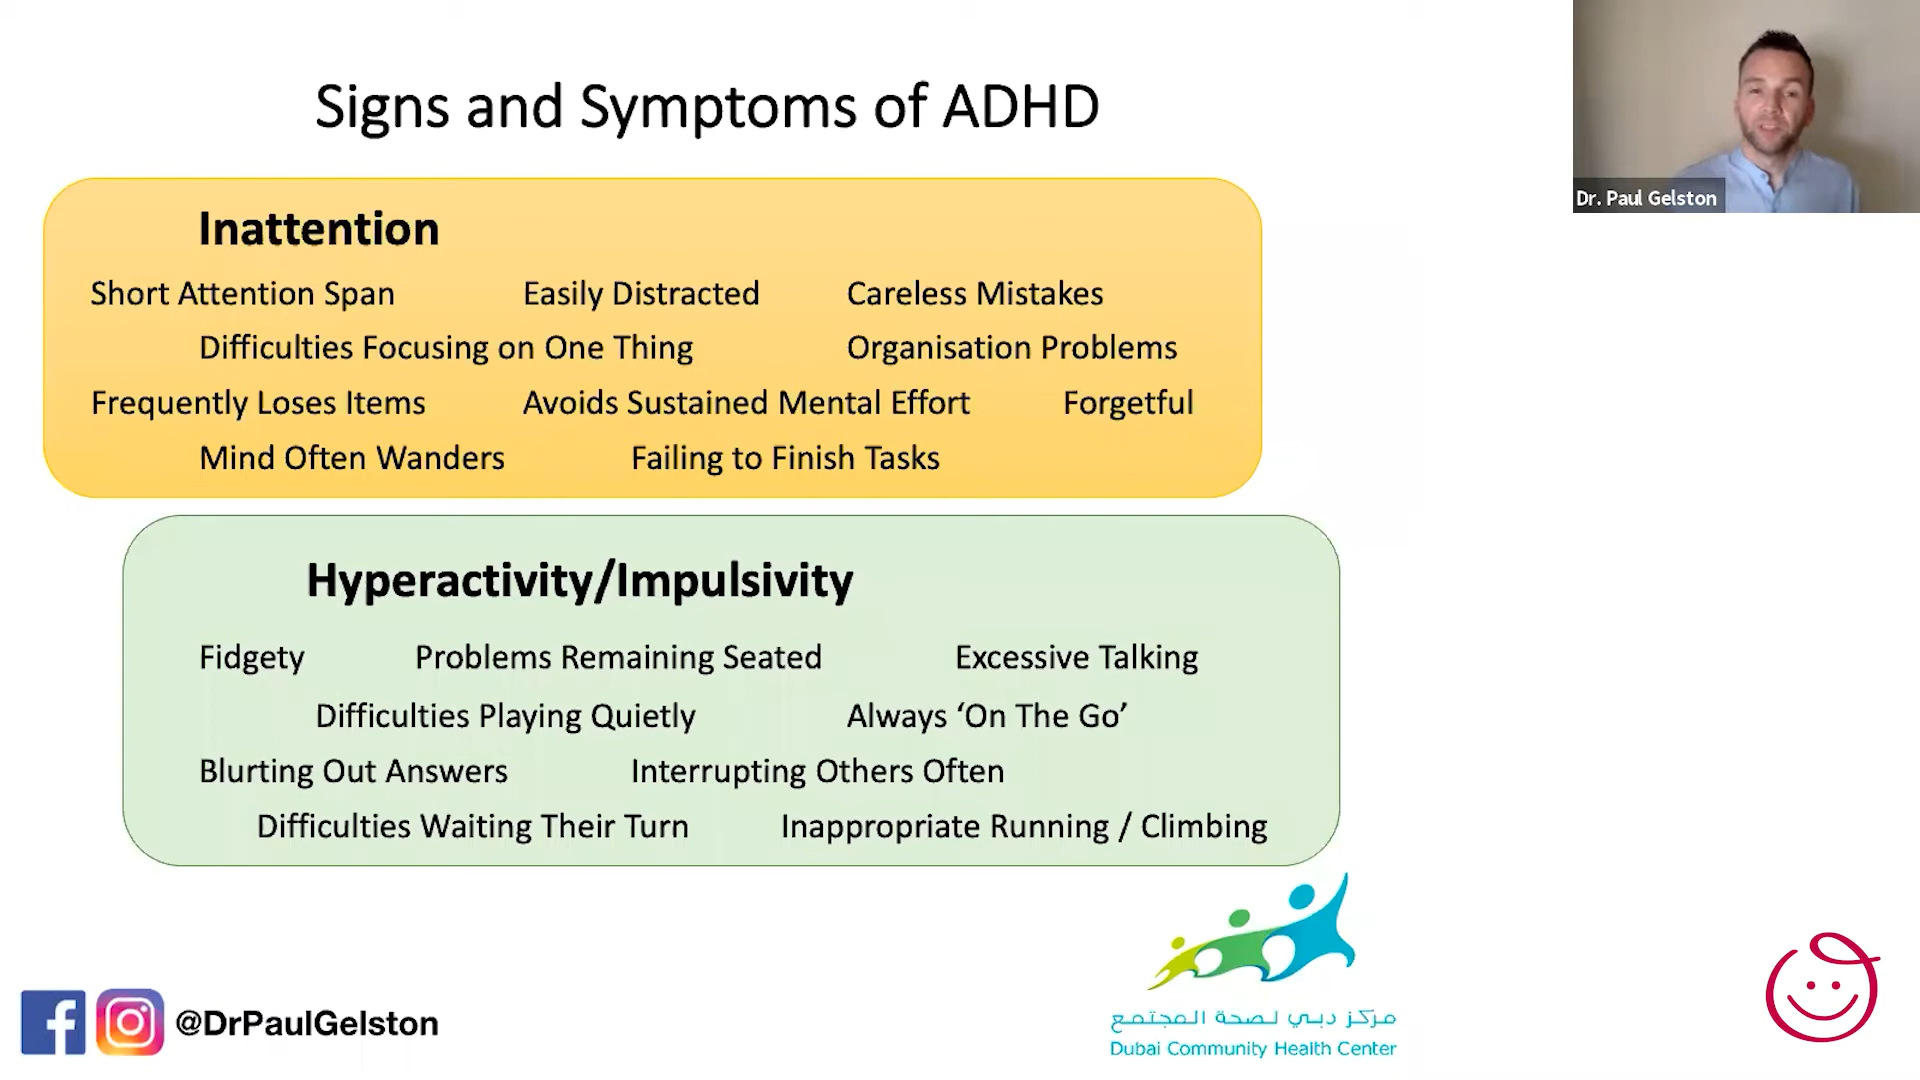 Signs and Symptoms of ADHD
Dr. Paul Gelston
Inattention
Short Attention Span Easily Distracted Careless Mistakes
Difficulties Focusing on One Thing Organisation Problems
Frequently Loses Items Avoids Sustained Mental Effort Forgetful
Mind Often Wanders Failing to Finish Tasks
Hyperactivity/Impulsivity
Fidgety Problems Remaining Seated Excessive Talking
Difficulties Playing Quietly Always ‘On The Go’
Blurting Out Answers Interrupting Others Often
Difficulties Waiting Their Turn Inappropriate Running / Climbing
@DrPaulGelston
مركز دبي لصحة المجتمع
Dubai Community Health Center